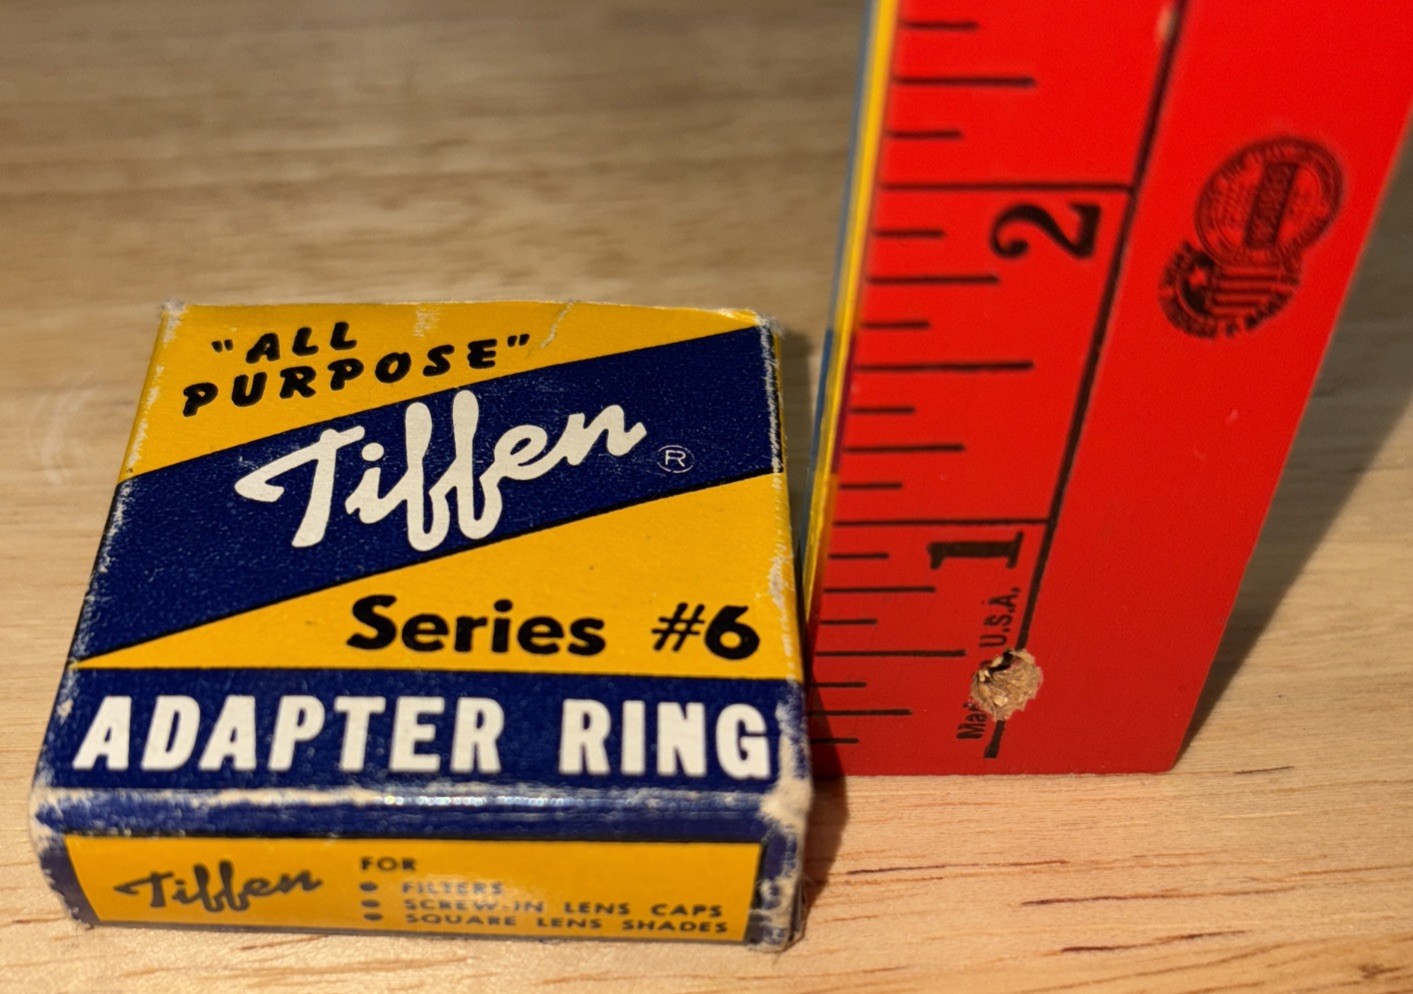 "ALL
PURPOSE"
Tiffen®
Series #6
ADAPTER RING
Tiffen
FOR
• FILTERS
• SCREW-IN LENS CAPS
• SQUARE LENS SHADES
2
1
U.S.A.